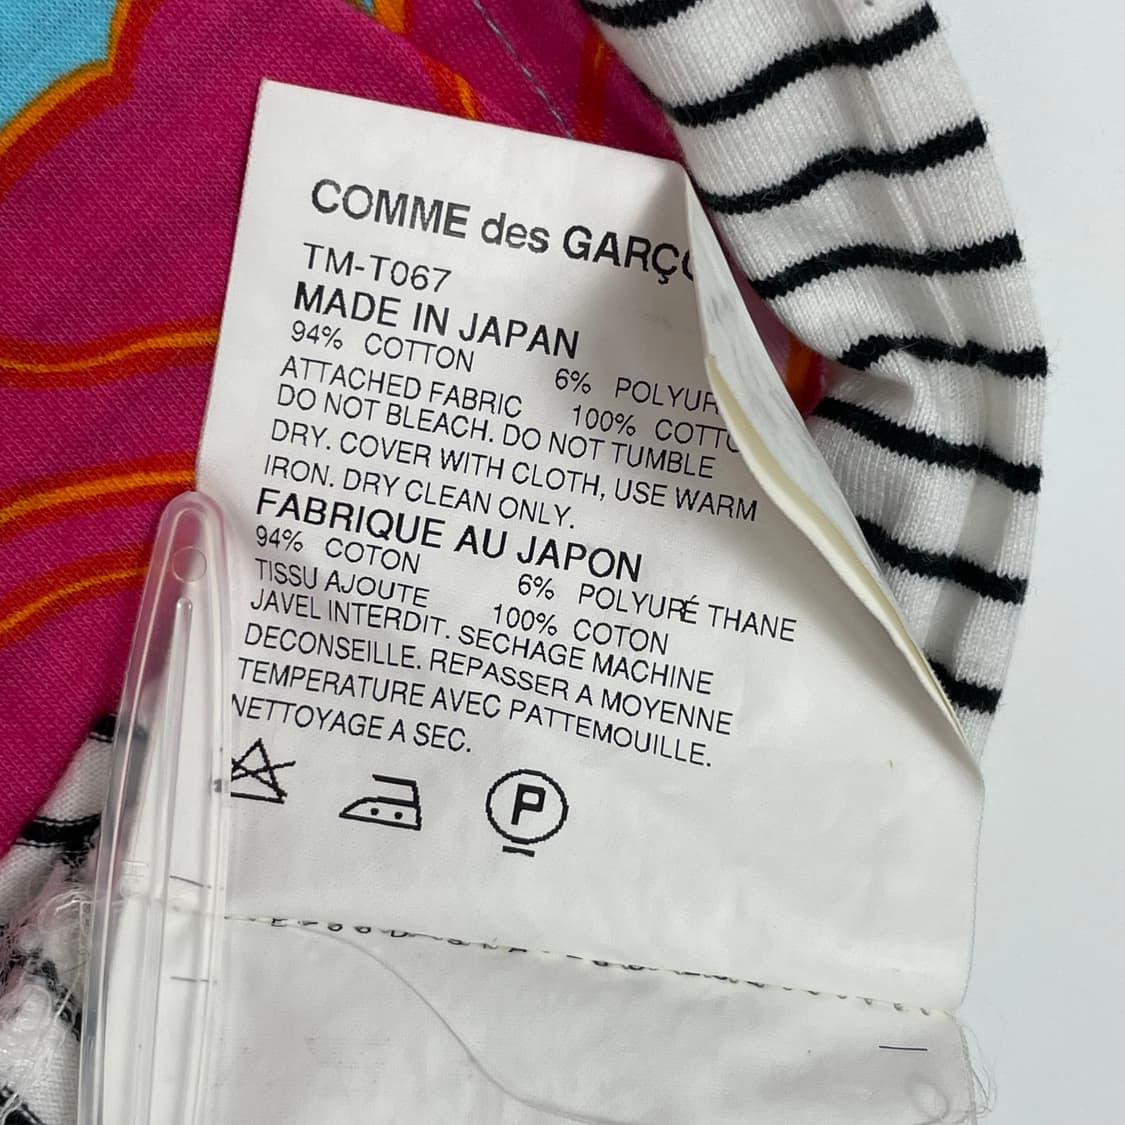 COMME des GARÇ
TM-T067
MADE IN JAPAN
94% COTTON 6% POLYUR
ATTACHED FABRIC 100% COTTO
DO NOT BLEACH. DO NOT TUMBLE
DRY. COVER WITH CLOTH, USE WARM
IRON. DRY CLEAN ONLY.
FABRIQUE AU JAPON
94% COTON 6% POLYURÉ THANE
TISSU AJOUTE 100% COTON
JAVEL INTERDIT. SECHAGE MACHINE
DECONSEILLE. REPASSER A MOYENNE
TEMPERATURE AVEC PATTEMOUILLE.
NETTOYAGE A SEC.
P